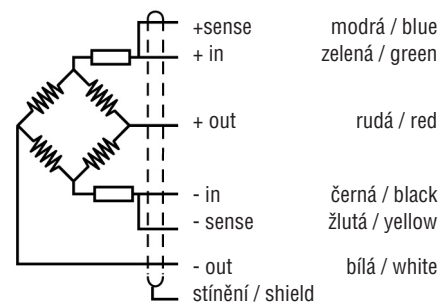 +sense modrá / blue
+ in zelená / green
+ out rudá / red
- in černá / black
- sense žlutá / yellow
- out bílá / white
stínění / shield